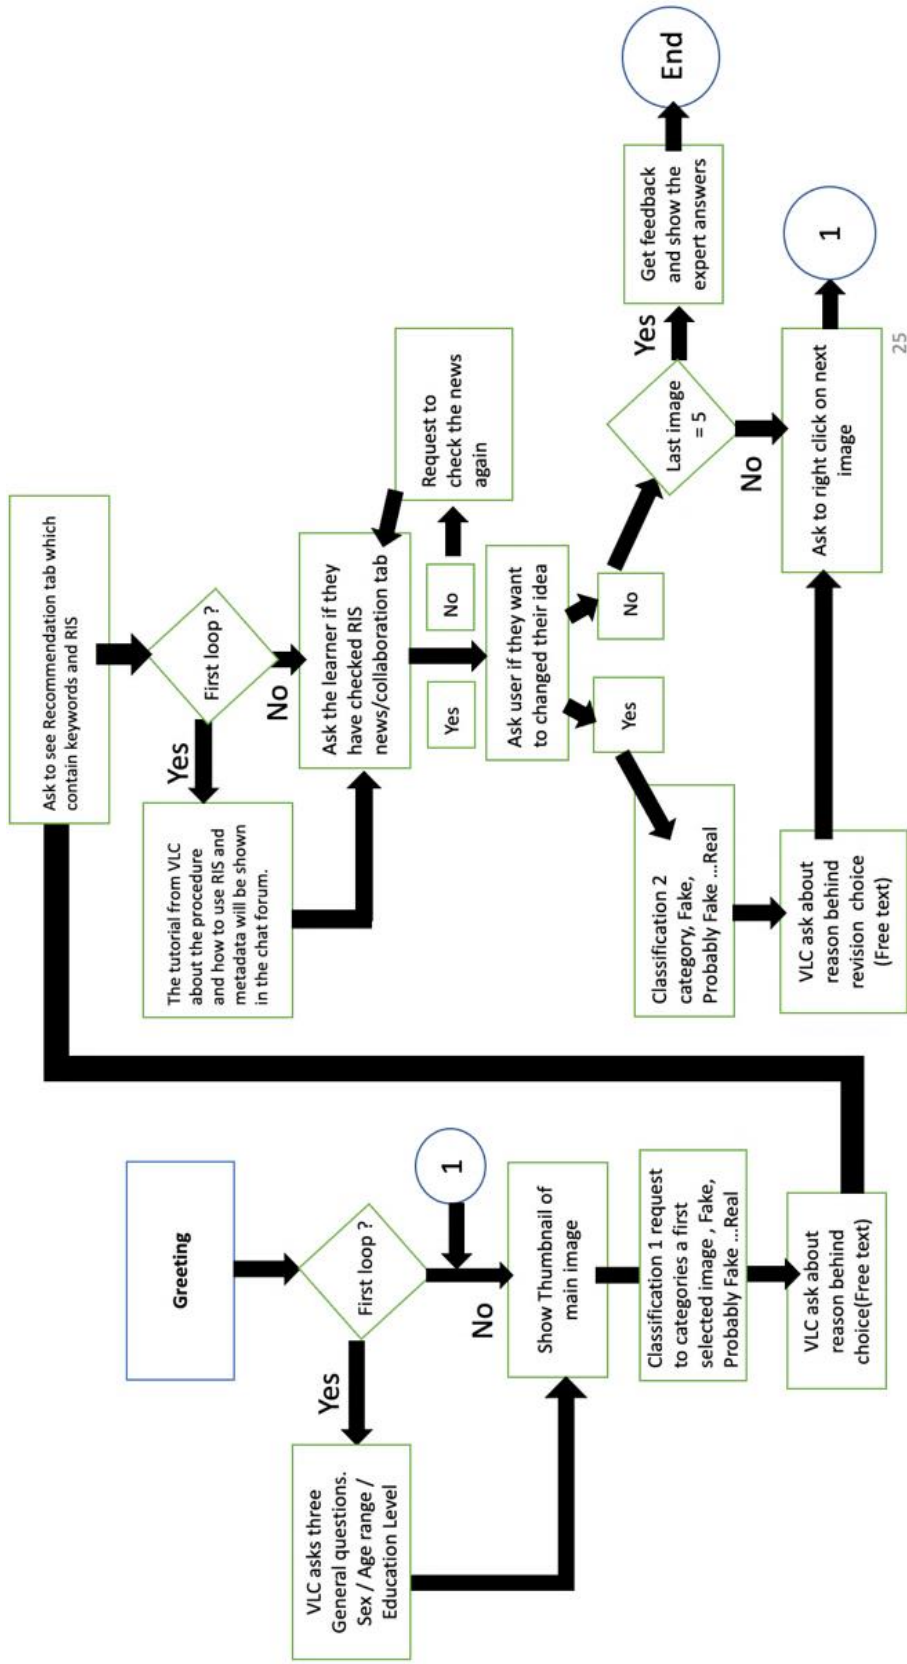 Greeting
First loop ?
Yes
VLC asks three
General questions.
Sex / Age range /
Education Level
No
1
Show Thumbnail of
main image
Classification 1 request
to categories a first
selected image , Fake,
Probably Fake ...Real
VLC ask about
reason behind
choice(Free text)
Ask to see Recommendation tab which
contain keywords and RIS
First loop ?
Yes
The tutorial from VLC
about the procedure
and how to use RIS and
metadata will be shown
in the chat forum.
No
Ask the learner if they
have checked RIS
news/collaboration tab
Request to
check the news
again
Yes
No
Ask user if they want
to changed their idea
Yes
No
Classification 2
category, Fake,
Probably Fake ...Real
VLC ask about
reason behind
revision  choice
(Free text)
Last image
= 5
Yes
Get feedback
and show the
expert answers
End
No
Ask to right click on next
image
1
25